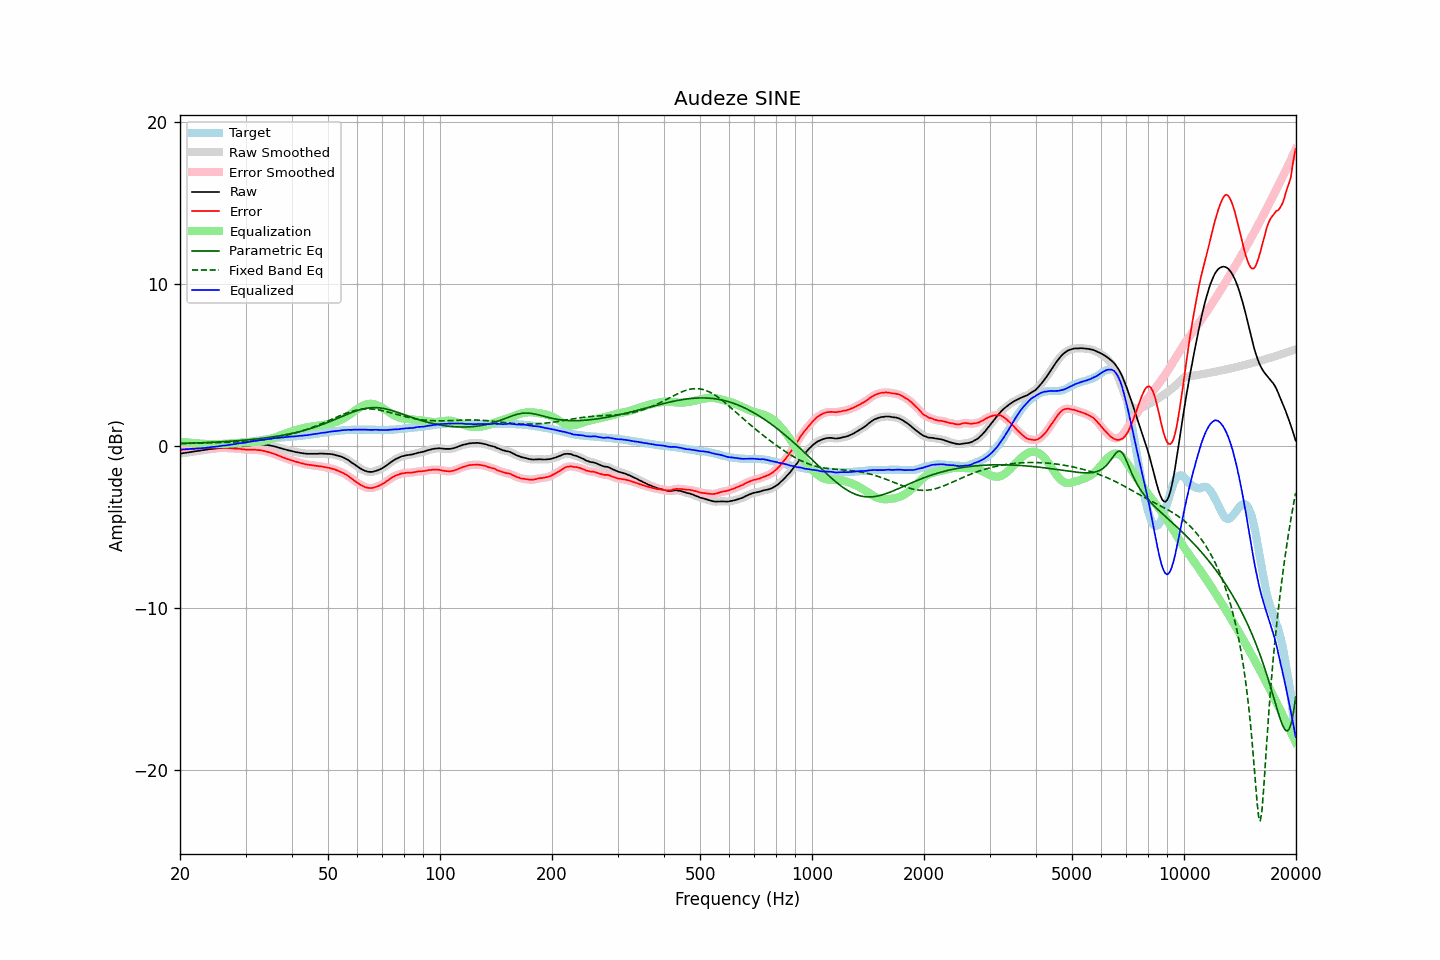 Audeze SINE
Target
Raw Smoothed
Error Smoothed
Raw
Error
Equalization
Parametric Eq
Fixed Band Eq
Equalized
20
10
0
−10
−20
Amplitude (dBr)
20 50 100 200 500 1000 2000 5000 10000 20000
Frequency (Hz)